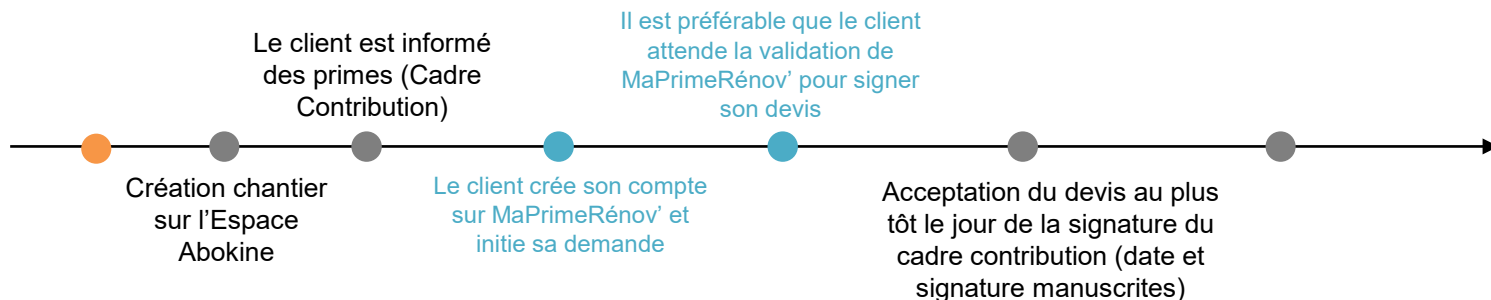 Le client est informé
des primes (Cadre
Contribution)
Il est préférable que le client
attende la validation de
MaPrimeRénov’ pour signer
son devis
Création chantier
sur l’Espace
Abokine
Le client crée son compte
sur MaPrimeRénov’ et
initie sa demande
Acceptation du devis au plus
tôt le jour de la signature du
cadre contribution (date et
signature manuscrites)